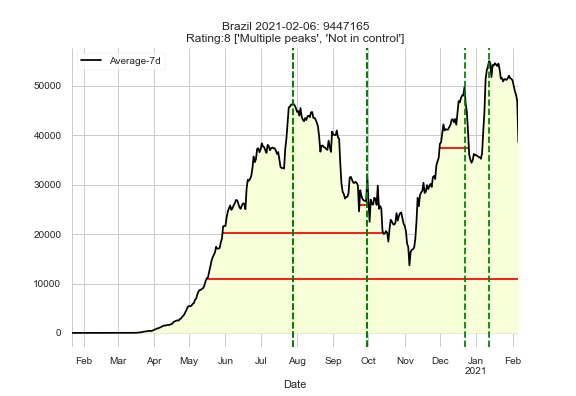 Brazil 2021-02-06: 9447165
Rating:8 ['Multiple peaks', 'Not in control']
Average-7d
50000
40000
30000
20000
10000
0
Feb Mar Apr May Jun Jul Aug Sep Oct Nov Dec Jan Feb
2021
Date